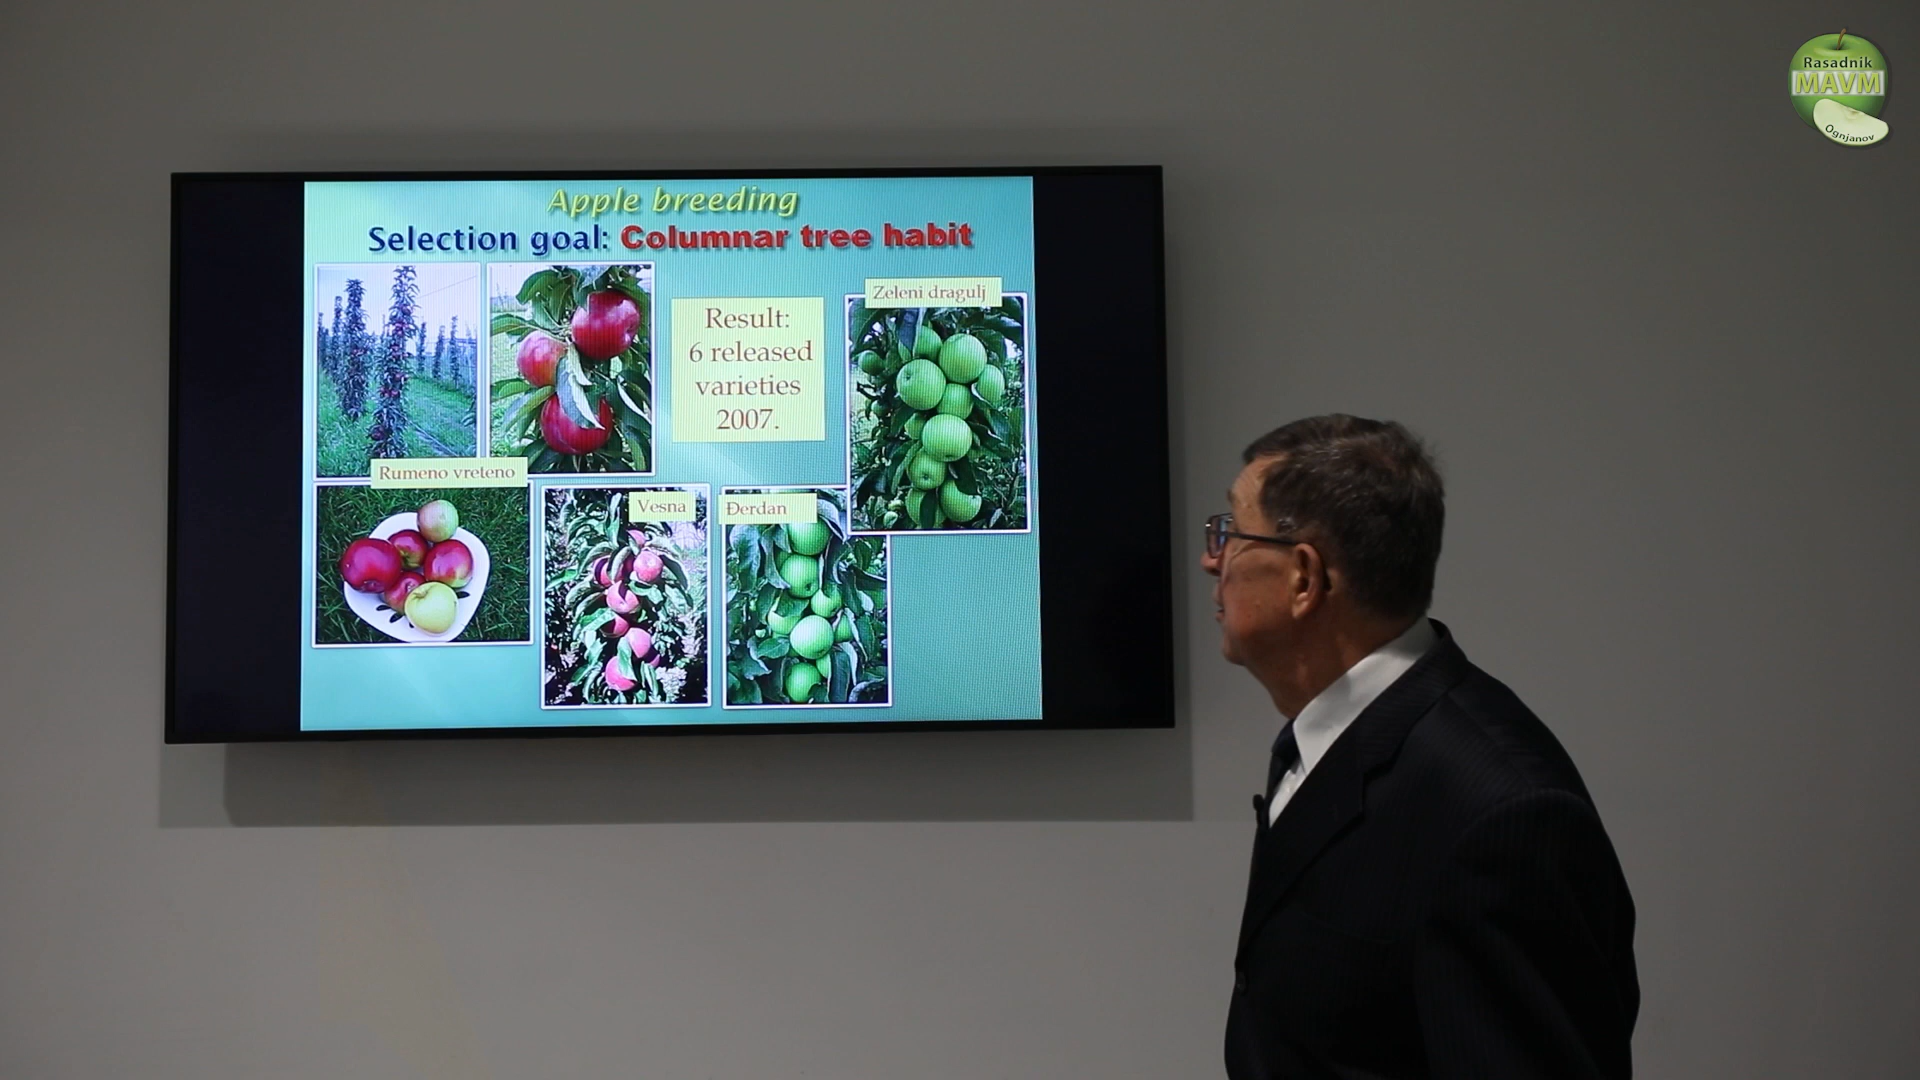 Rasadnik
MAVM
Ognjanov
Apple breeding
Selection goal: Columnar tree habit
Zeleni dragulj
Result:
6 released
varieties
2007.
Rumeno vreteno
Vesna
Đerdan